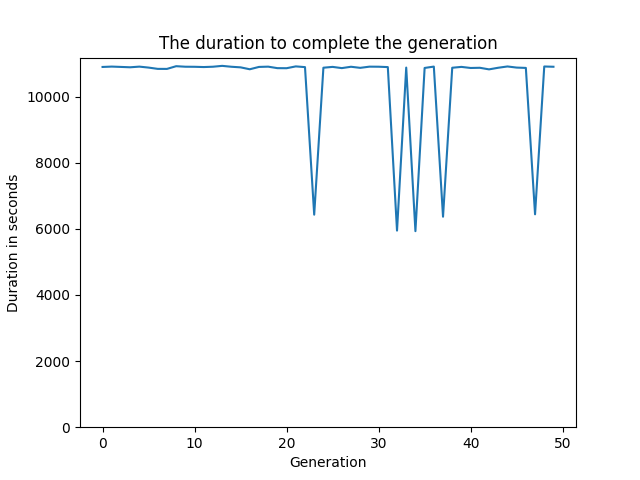 The duration to complete the generation
Duration in seconds
10000
8000
6000
4000
2000
0
0 10 20 30 40 50
Generation